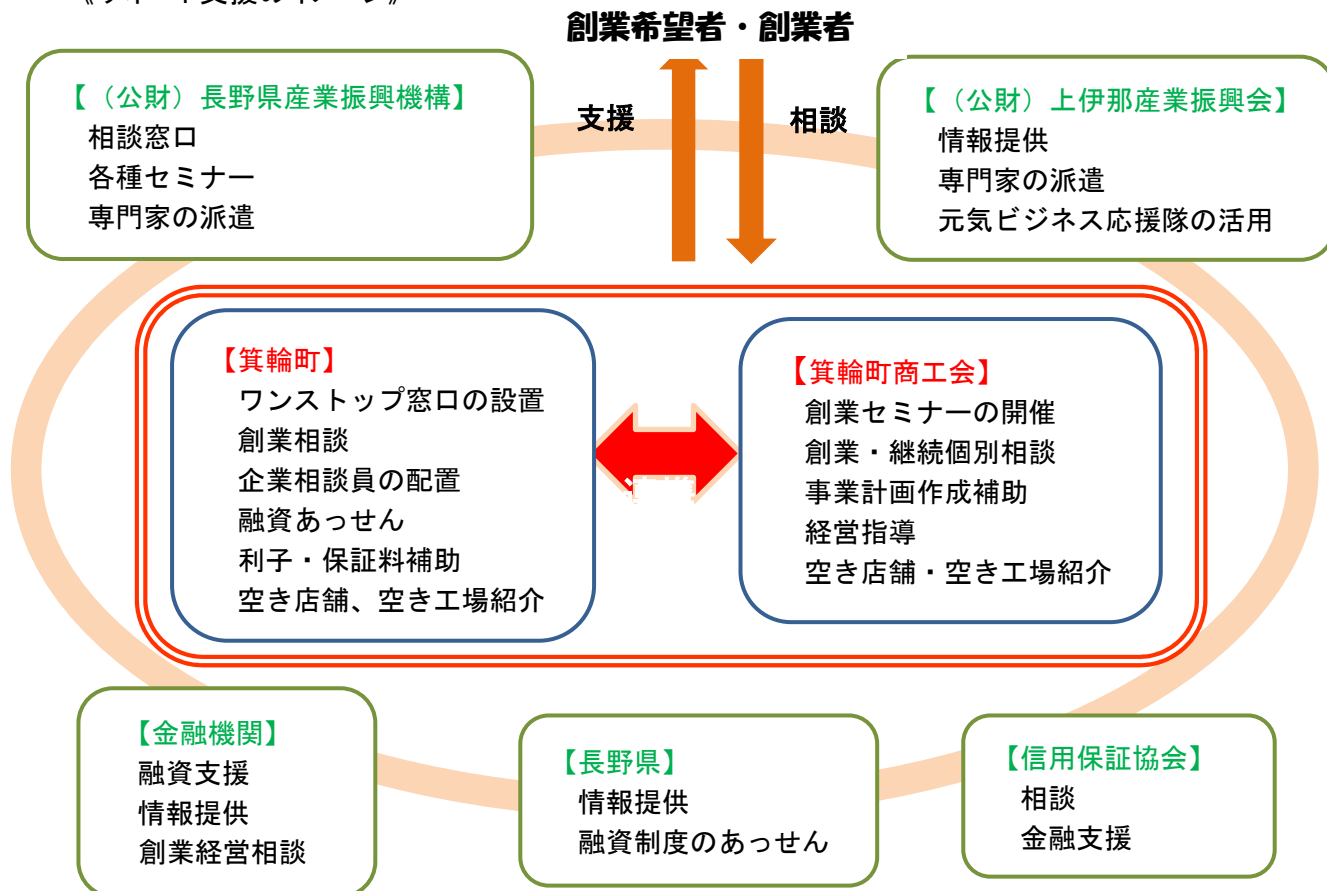 創業希望者・創業者
支援
相談
【(公財)長野県産業振興機構】
相談窓口
各種セミナー
専門家の派遣
【(公財)上伊那産業振興会】
情報提供
専門家の派遣
元気ビジネス応援隊の活用
【箕輪町】
ワンストップ窓口の設置
創業相談
企業相談員の配置
融資あっせん
利子・保証料補助
空き店舗、空き工場紹介
【箕輪町商工会】
創業セミナーの開催
創業・継続個別相談
事業計画作成補助
経営指導
空き店舗・空き工場紹介
【金融機関】
融資支援
情報提供
創業経営相談
【長野県】
情報提供
融資制度のあっせん
【信用保証協会】
相談
金融支援